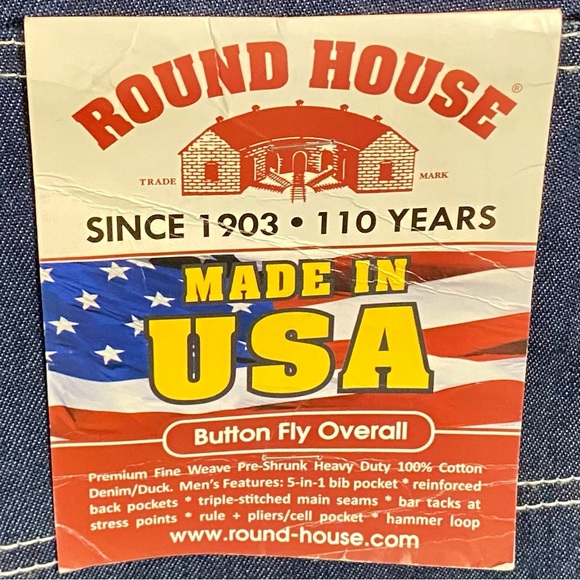 ROUND HOUSE®
TRADE MARK
SINCE 1903 • 110 YEARS
MADE IN
USA
Button Fly Overall
Premium Fine Weave Pre-Shrunk Heavy Duty 100% Cotton
Denim/Duck. Men's Features: 5-in-1 bib pocket * reinforced
back pockets * triple-stitched main seams * bar tacks at
stress points * rule + pliers/cell pocket * hammer loop
www.round-house.com